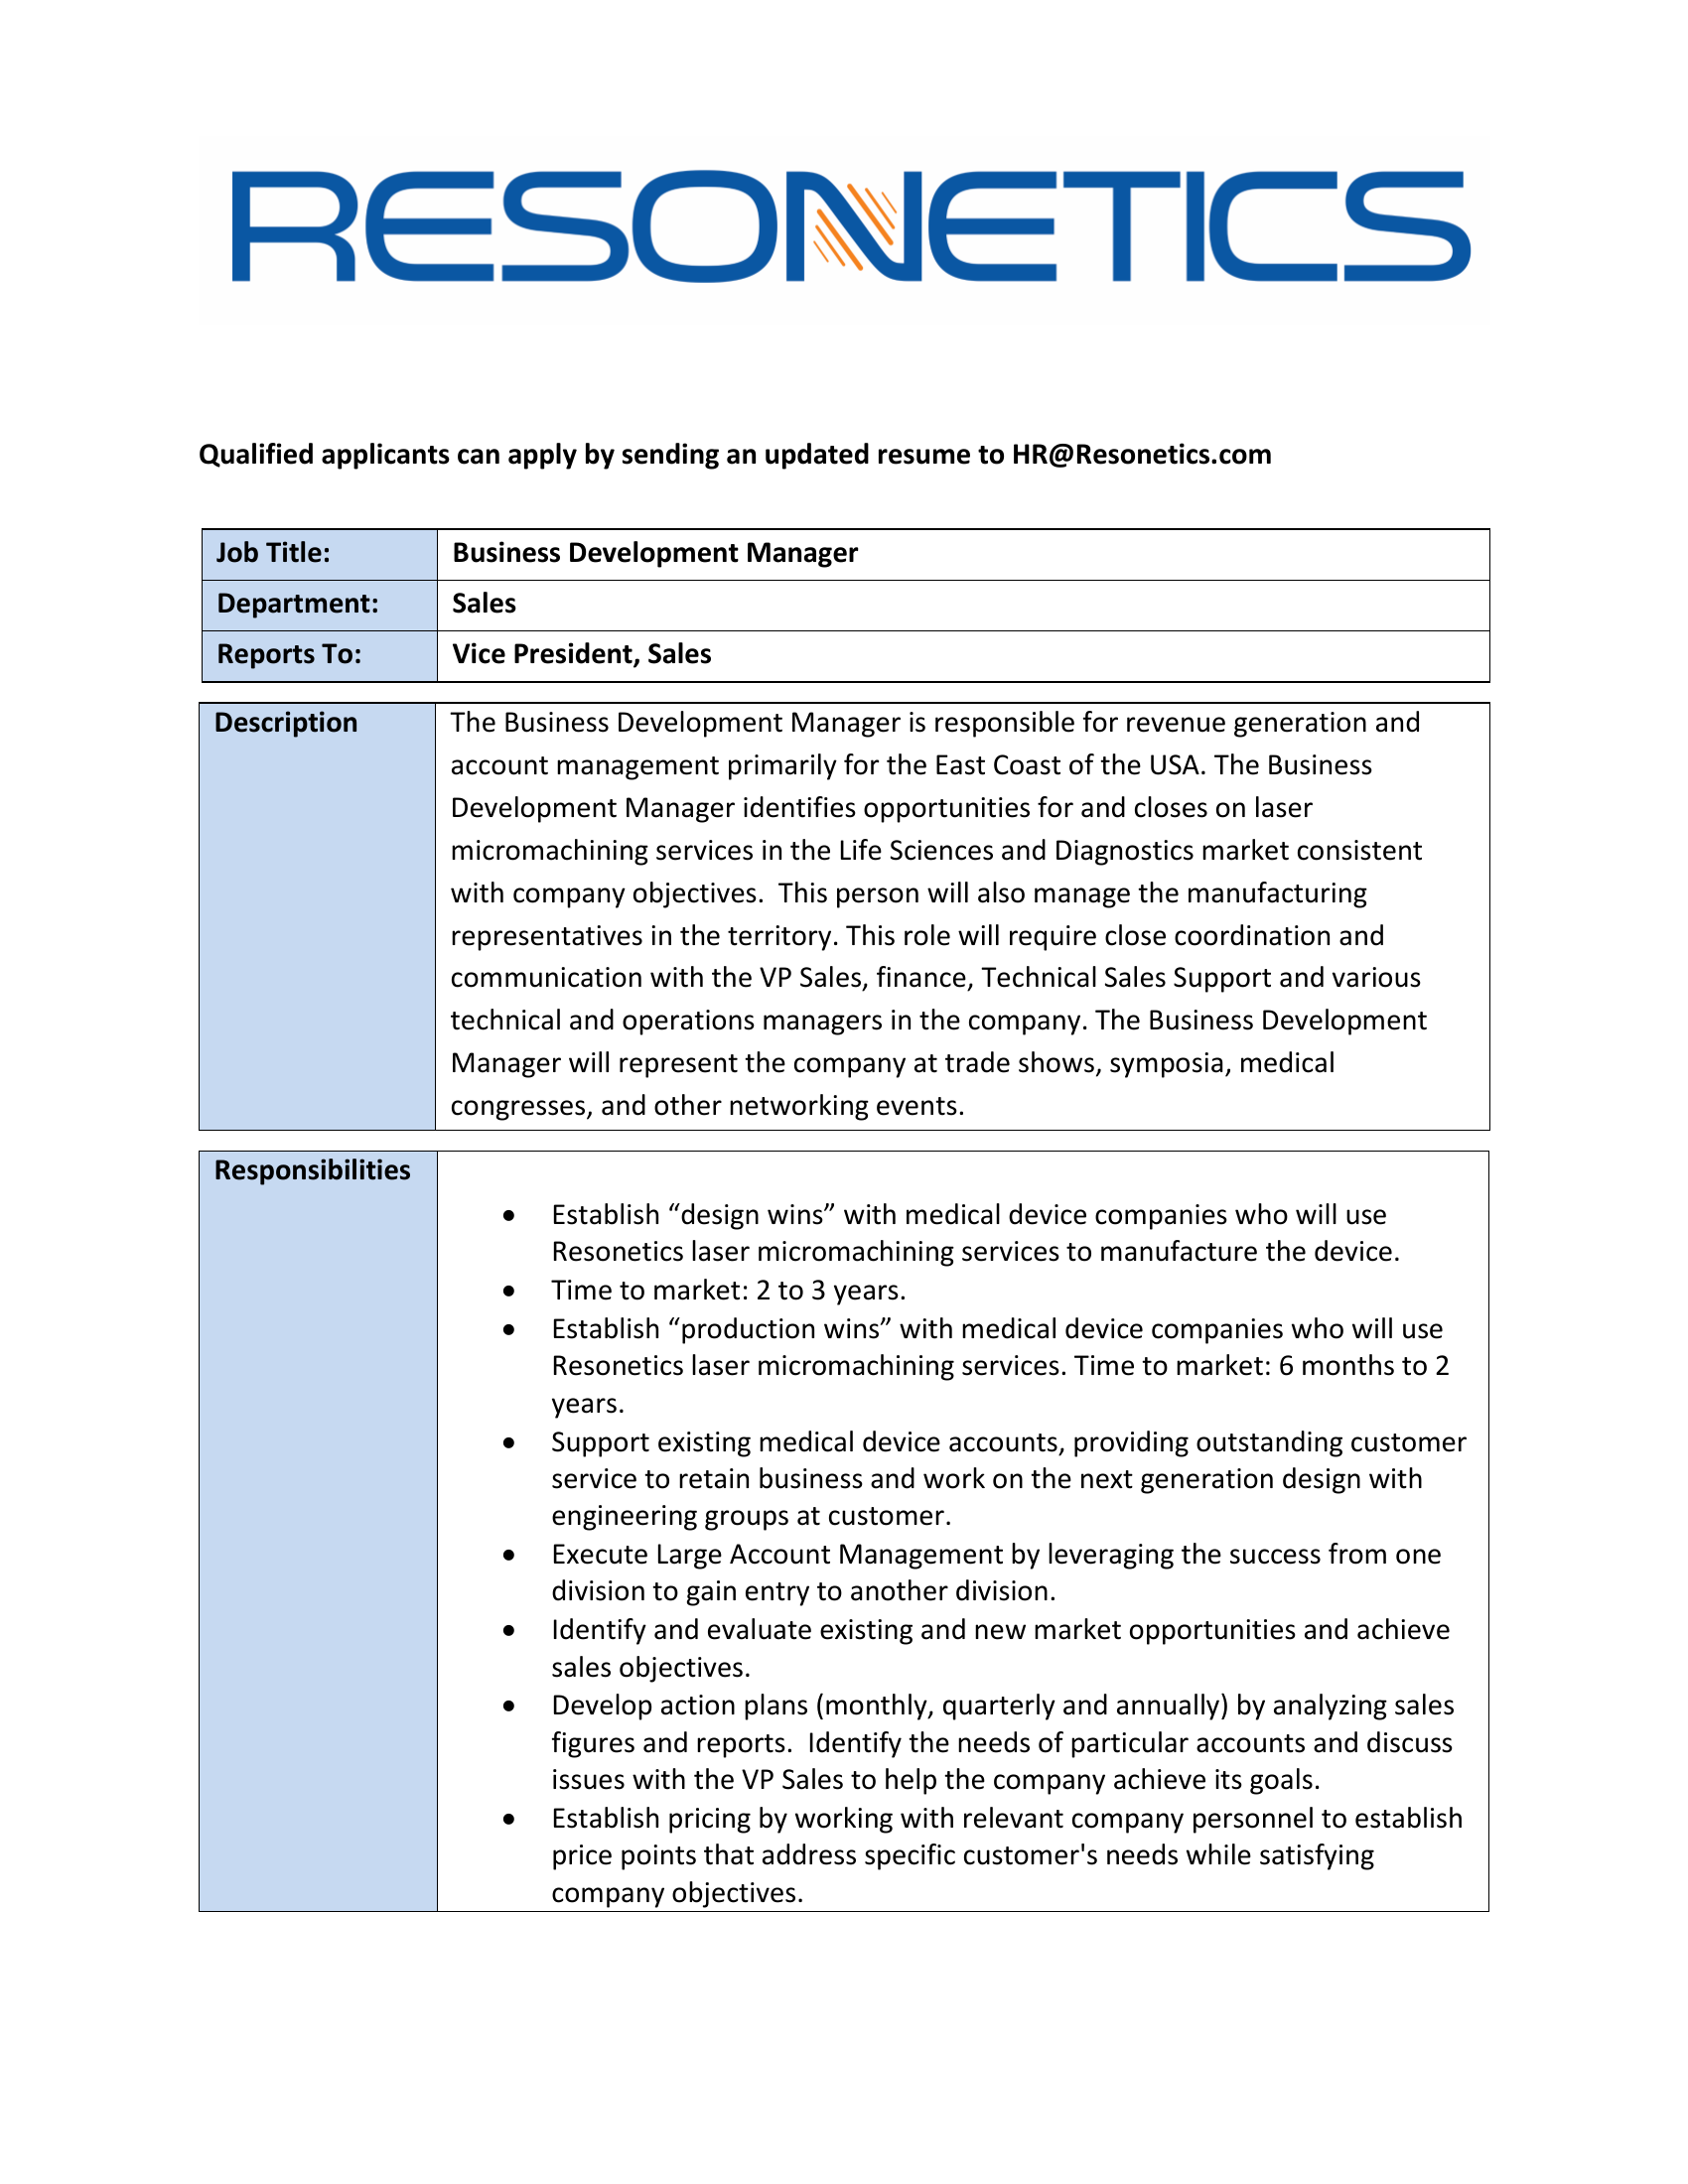 RESONETICS
Qualified applicants can apply by sending an updated resume to HR@Resonetics.com
Job Title: Business Development Manager
Department: Sales
Reports To: Vice President, Sales
Description The Business Development Manager is responsible for revenue generation and
account management primarily for the East Coast of the USA. The Business
Development Manager identifies opportunities for and closes on laser
micromachining services in the Life Sciences and Diagnostics market consistent
with company objectives.  This person will also manage the manufacturing
representatives in the territory. This role will require close coordination and
communication with the VP Sales, finance, Technical Sales Support and various
technical and operations managers in the company. The Business Development
Manager will represent the company at trade shows, symposia, medical
congresses, and other networking events.
Responsibilities
• Establish “design wins” with medical device companies who will use
Resonetics laser micromachining services to manufacture the device.
• Time to market: 2 to 3 years.
• Establish “production wins” with medical device companies who will use
Resonetics laser micromachining services. Time to market: 6 months to 2
years.
• Support existing medical device accounts, providing outstanding customer
service to retain business and work on the next generation design with
engineering groups at customer.
• Execute Large Account Management by leveraging the success from one
division to gain entry to another division.
• Identify and evaluate existing and new market opportunities and achieve
sales objectives.
• Develop action plans (monthly, quarterly and annually) by analyzing sales
figures and reports.  Identify the needs of particular accounts and discuss
issues with the VP Sales to help the company achieve its goals.
• Establish pricing by working with relevant company personnel to establish
price points that address specific customer's needs while satisfying
company objectives.